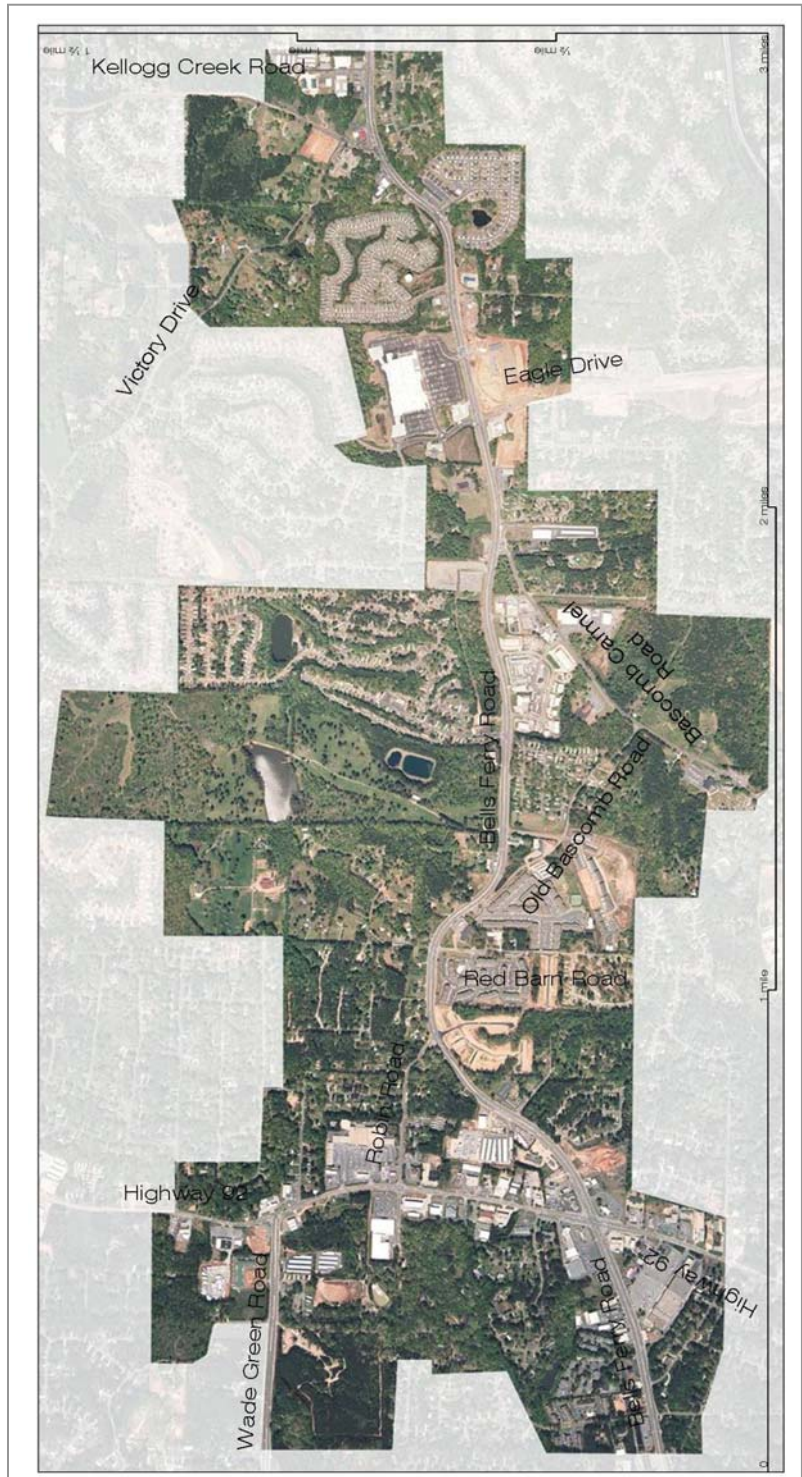 1 ½ mile
1 mile
½ mile
3 miles
Kellogg Creek Road
Victory Drive
Eagle Drive
2 miles
Bascomb Carmel
Road
Bells Ferry Road
Old Bascomb Road
Red Barn Road
1 mile
Robin Road
Highway 92
Highway 92
Wade Green Road
Bells Ferry Road
0